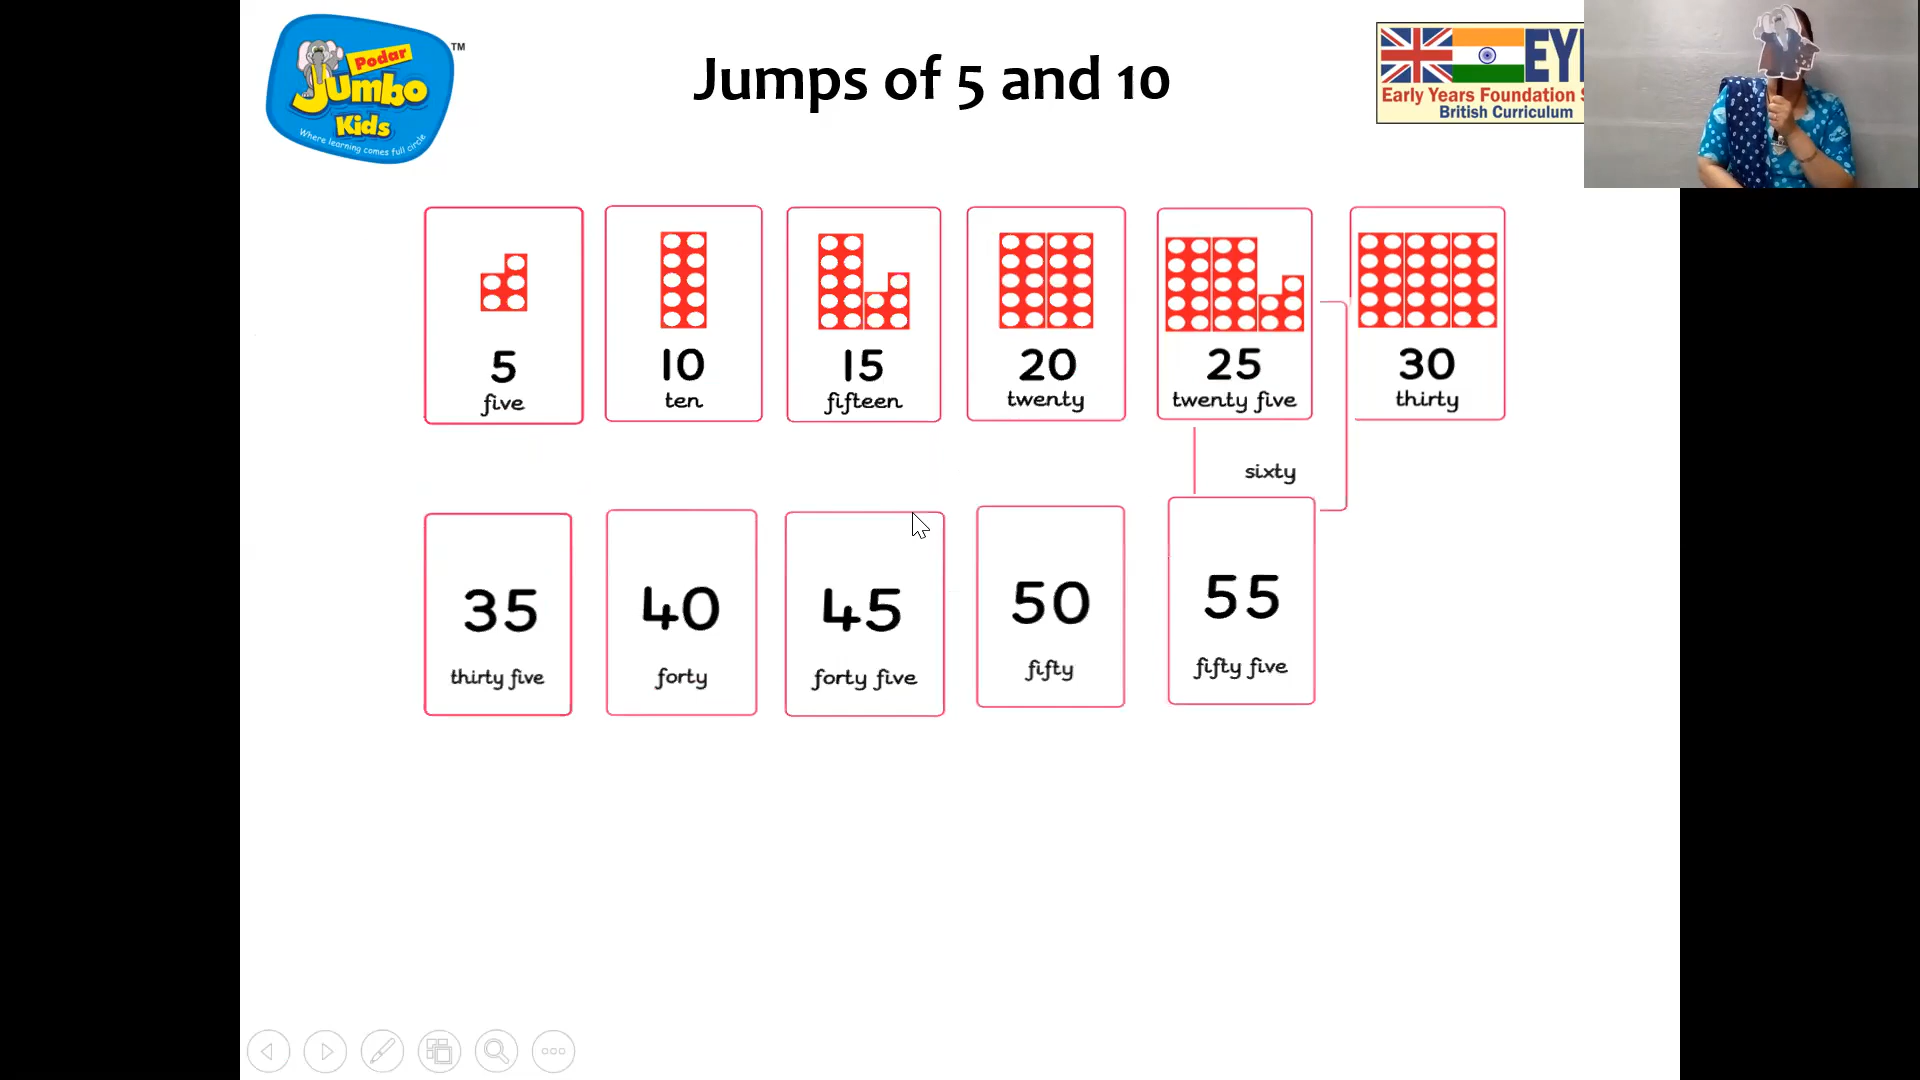 Podar
Jumbo
Kids
Where learning comes full circle
TM
Jumps of 5 and 10
Early Years Foundation
British Curriculum
5
five
10
ten
15
fifteen
20
twenty
25
twenty five
30
thirty
sixty
35
thirty five
40
forty
45
forty five
50
fifty
55
fifty five